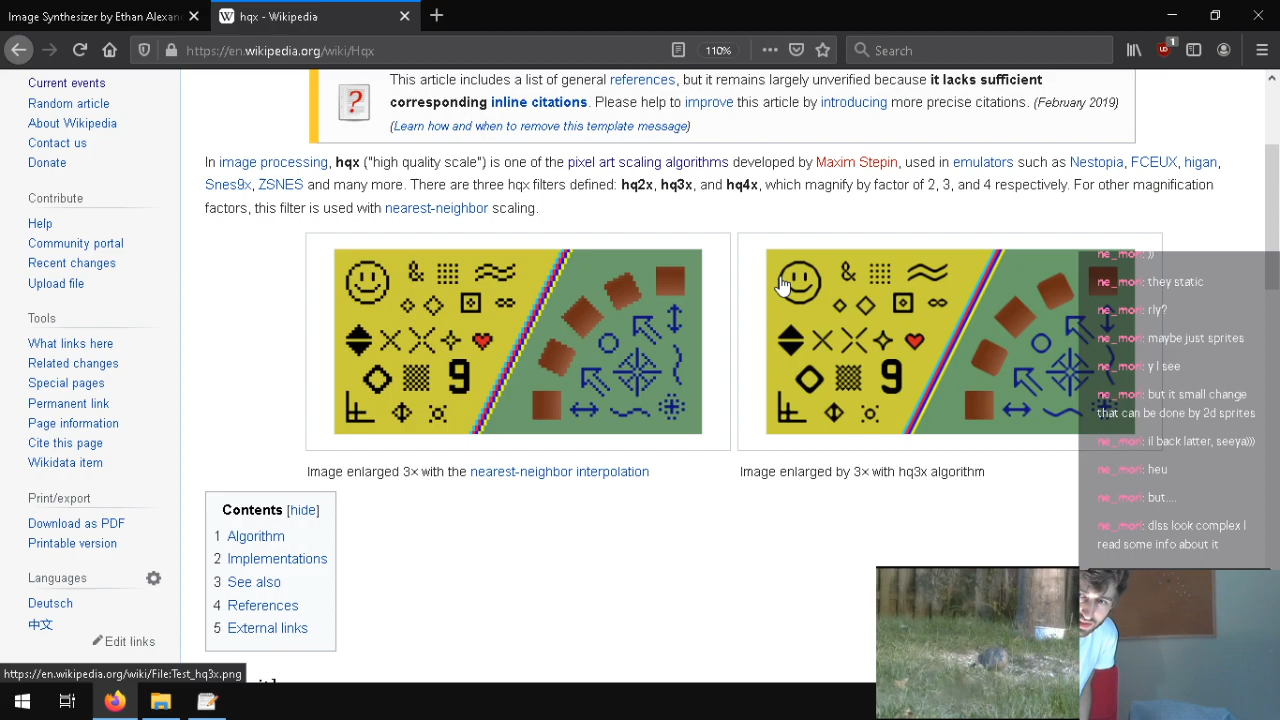 Image Synthesizer by Ethan Alexan
hqx - Wikipedia
https://en.wikipedia.org/wiki/Hqx
110%
Search
1
Current events
Random article
About Wikipedia
Contact us
Donate
Contribute
Help
Community portal
Recent changes
Upload file
Tools
What links here
Related changes
Special pages
Permanent link
Page information
Cite this page
Wikidata item
Print/export
Download as PDF
Printable version
Languages
Deutsch
中文
Edit links
https://en.wikipedia.org/wiki/File:Test_hq3x.png
?
This article includes a list of general references, but it remains largely unverified because it lacks sufficient
corresponding inline citations. Please help to improve this article by introducing more precise citations. (February 2019)
(Learn how and when to remove this template message)
In image processing, hqx ("high quality scale") is one of the pixel art scaling algorithms developed by Maxim Stepin, used in emulators such as Nestopia, FCEUX, higan,
Snes9x, ZSNES and many more. There are three hqx filters defined: hq2x, hq3x, and hq4x, which magnify by factor of 2, 3, and 4 respectively. For other magnification
factors, this filter is used with nearest-neighbor scaling.
&
9
&
9
Image enlarged 3× with the nearest-neighbor interpolation
Image enlarged by 3× with hq3x algorithm
Contents [hide]
1 Algorithm
2 Implementations
3 See also
4 References
5 External links
ne_mori: ))
ne_mori: they static
ne_mori: rly?
ne_mori: maybe just sprites
ne_mori: y I see
ne_mori: but it small change
that can be done by 2d sprites
ne_mori: il back latter, seeya)))
ne_mori: heu
ne_mori: but....
ne_mori: dlss look complex I
read some info about it